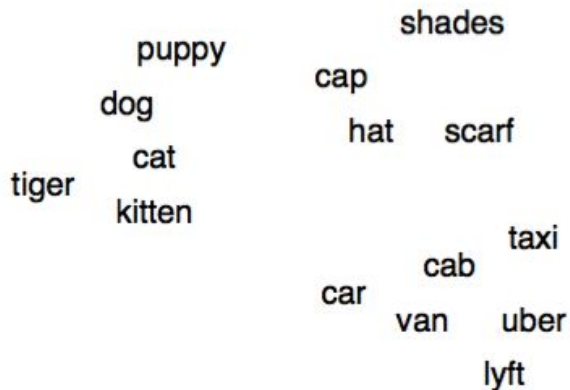 shades
puppy
cap
dog
hat scarf
cat
tiger
kitten
taxi
cab
car
van uber
lyft